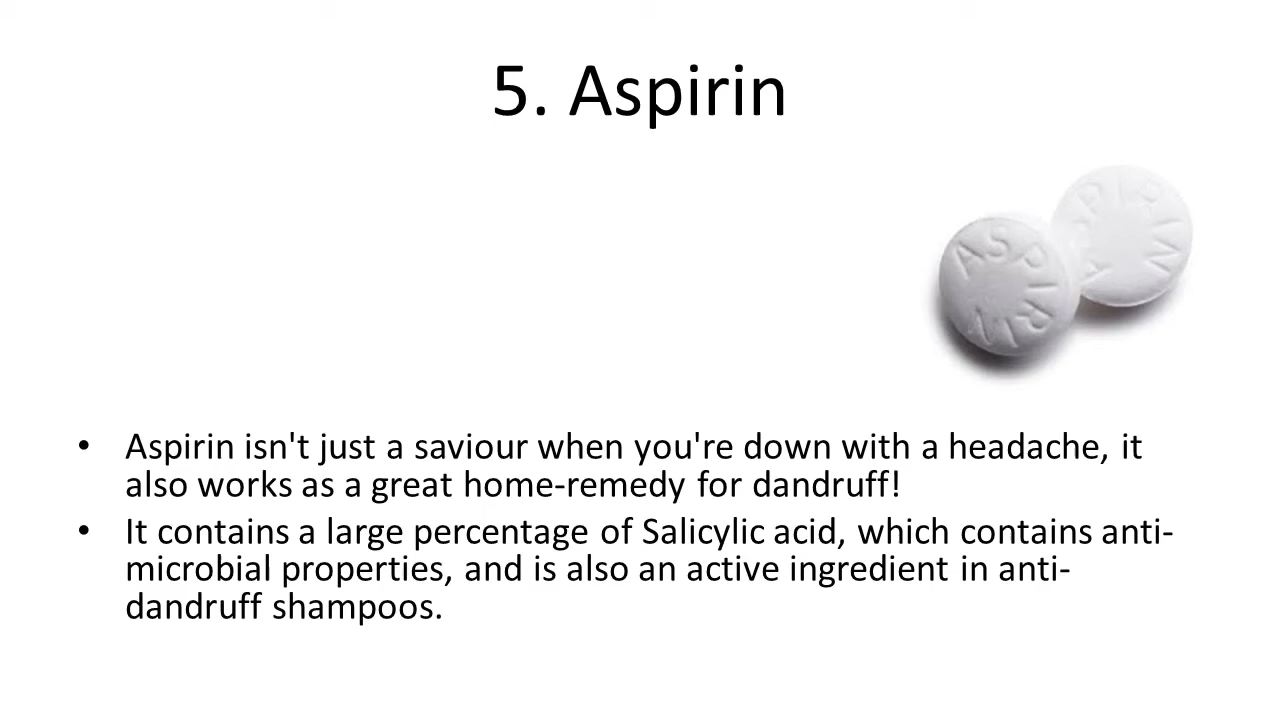 5. Aspirin
ASPIRIN
ASPIRIN
• Aspirin isn't just a saviour when you're down with a headache, it
also works as a great home-remedy for dandruff!
• It contains a large percentage of Salicylic acid, which contains anti-
microbial properties, and is also an active ingredient in anti-
dandruff shampoos.